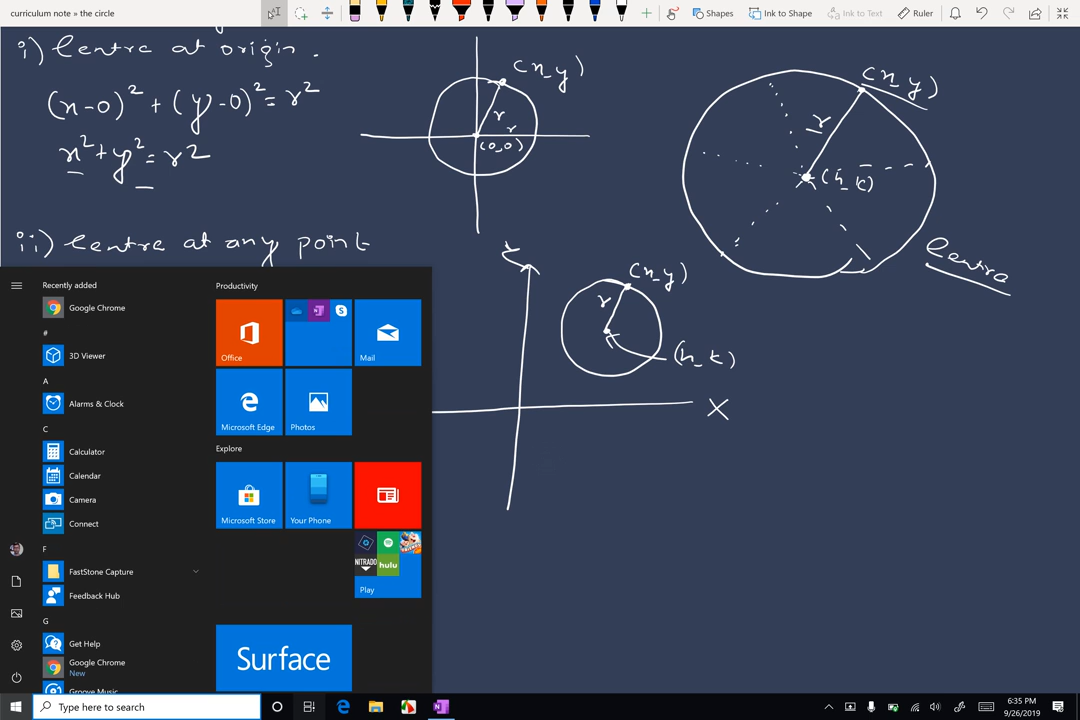 curriculum note » the circle
Shapes
Ink to Shape
Ink to Text
Ruler
i) Centre at origin.
(x-0)² + (y-0)² = r²
x² + y² = r²
(x, y)
r
r
(0,0)
(x, y)
r
(h, k)
Centre
ii) Centre at any point
Y
(x, y)
r
(h, k)
X
Recently added
Google Chrome
#
3D Viewer
A
Alarms & Clock
C
Calculator
Calendar
Camera
Connect
F
FastStone Capture
Feedback Hub
G
Get Help
Google Chrome
New
Groove Music
Productivity
Office
Mail
Microsoft Edge
Photos
Explore
Microsoft Store
Your Phone
NITRADO
hulu
Play
Surface
Type here to search
6:35 PM
9/26/2019